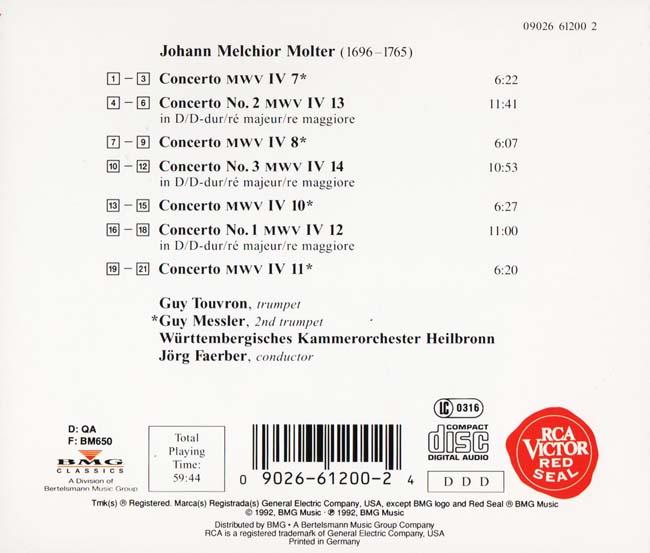 09026 61200 2
Johann Melchior Molter (1696–1765)
1 – 3 Concerto MWV IV 7* 6:22
4 – 6 Concerto No. 2 MWV IV 13 11:41
in D/D-dur/ré majeur/re maggiore
7 – 9 Concerto MWV IV 8* 6:07
10 – 12 Concerto No. 3 MWV IV 14 10:53
in D/D-dur/ré majeur/re maggiore
13 – 15 Concerto MWV IV 10* 6:27
16 – 18 Concerto No. 1 MWV IV 12 11:00
in D/D-dur/ré majeur/re maggiore
19 – 21 Concerto MWV IV 11* 6:20
Guy Touvron, trumpet
*Guy Messler, 2nd trumpet
Württembergisches Kammerorchester Heilbronn
Jörg Faerber, conductor
D: QA
F: BM650
BMG
CLASSICS
A Division of
Bertelsmann Music Group
Total
Playing
Time:
59:44
0 09026-61200-2 4
LC 0316
COMPACT
disc
DIGITAL AUDIO
D D D
RCA
VICTOR
RED
SEAL
Tmk(s) ® Registered. Marca(s) Registrada(s) General Electric Company, USA, except BMG logo and Red Seal ® BMG Music
© 1992, BMG Music · ℗ 1992, BMG Music
Distributed by BMG · A Bertelsmann Music Group Company
RCA is a registered trademark of General Electric Company, USA
Printed in Germany